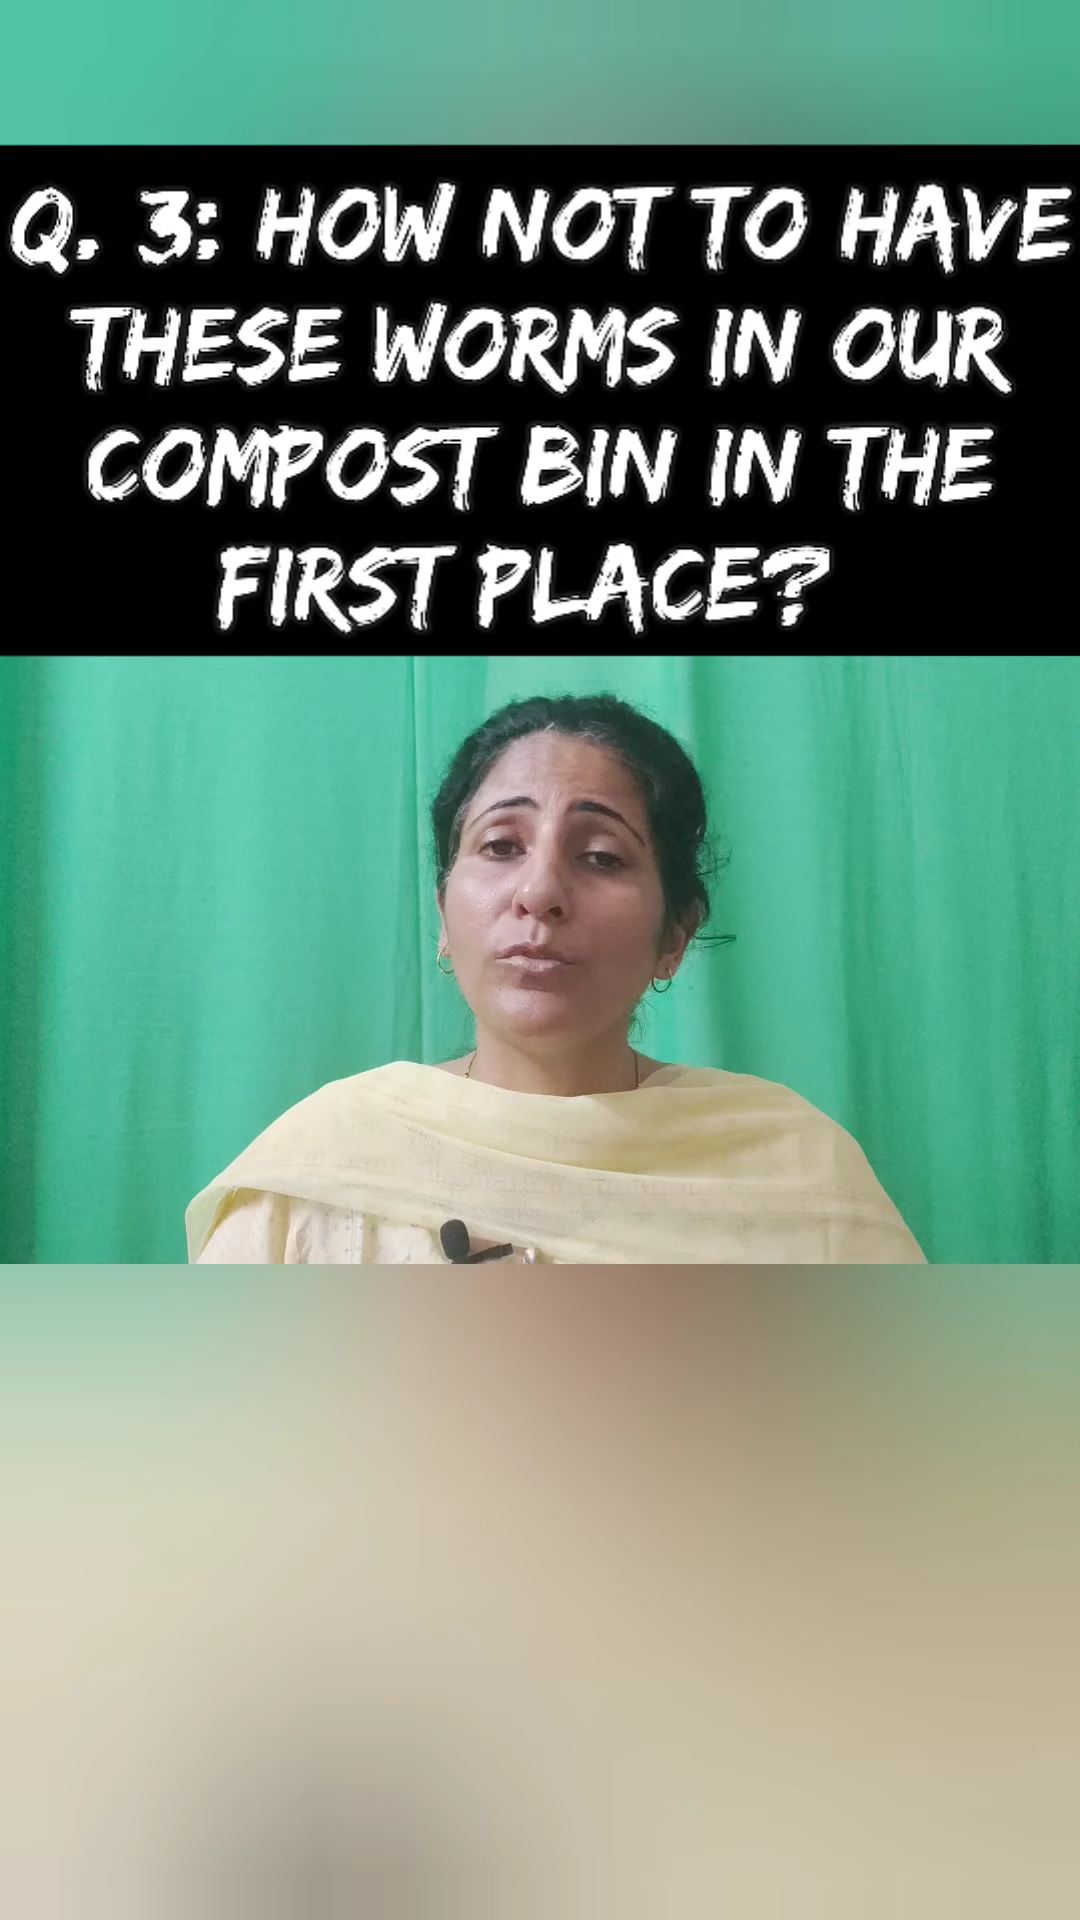 Q. 3: HOW NOT TO HAVE
THESE WORMS IN OUR
COMPOST BIN IN THE
FIRST PLACE?